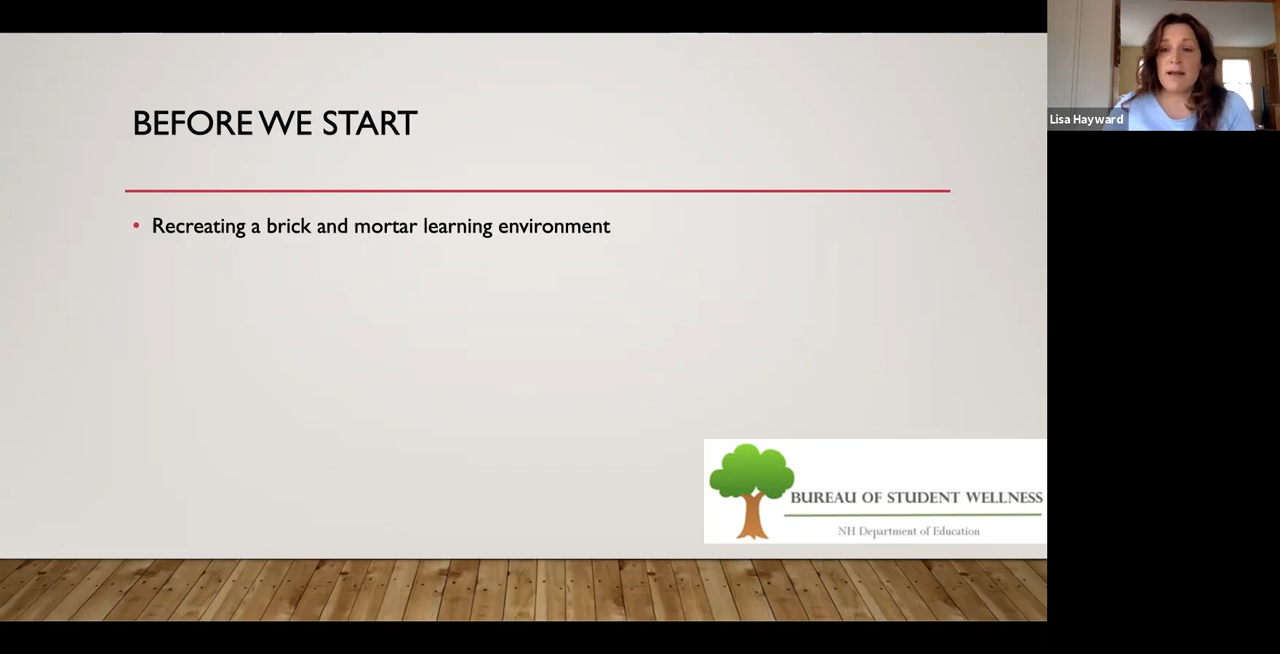 BEFORE WE START
• Recreating a brick and mortar learning environment
BUREAU OF STUDENT WELLNESS
NH Department of Education
Lisa Hayward